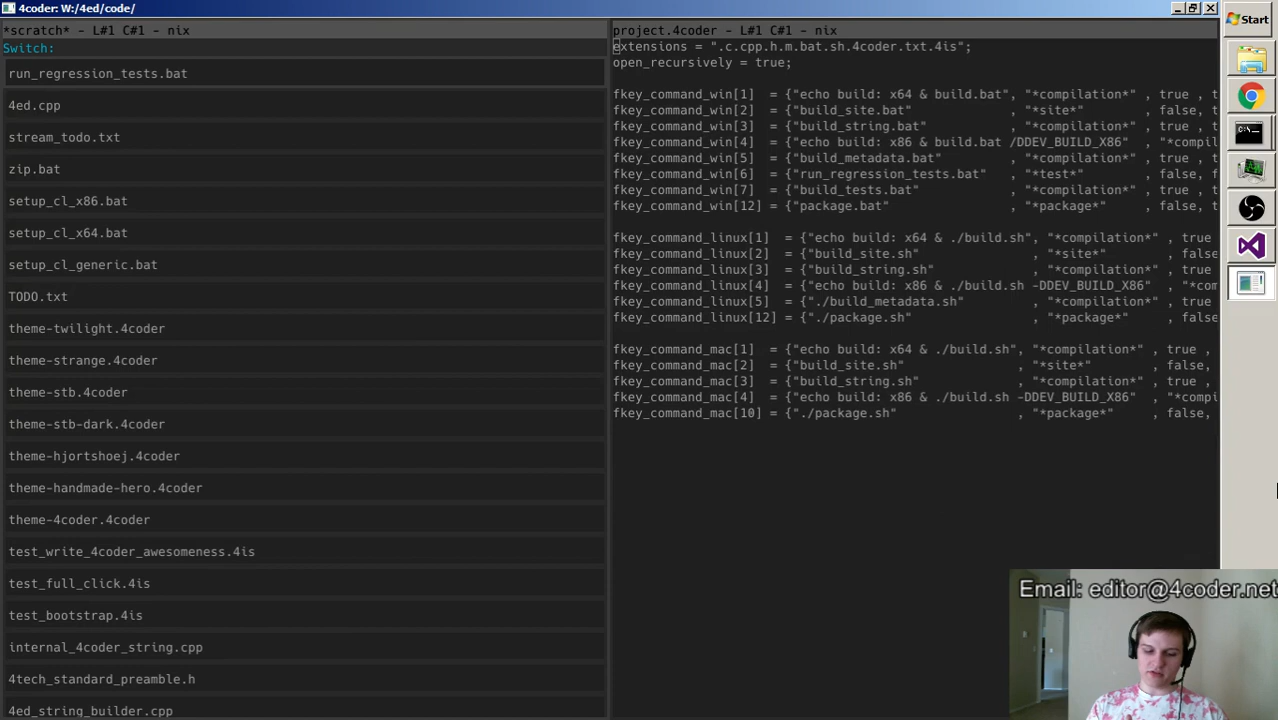 4coder: W:/4ed/code/
*scratch* - L#1 C#1 - nix
Switch:
run_regression_tests.bat
4ed.cpp
stream_todo.txt
zip.bat
setup_cl_x86.bat
setup_cl_x64.bat
setup_cl_generic.bat
TODO.txt
theme-twilight.4coder
theme-strange.4coder
theme-stb.4coder
theme-stb-dark.4coder
theme-hjortshoej.4coder
theme-handmade-hero.4coder
theme-4coder.4coder
test_write_4coder_awesomeness.4is
test_full_click.4is
test_bootstrap.4is
internal_4coder_string.cpp
4tech_standard_preamble.h
4ed_string_builder.cpp
project.4coder - L#1 C#1 - nix
extensions = ".c.cpp.h.m.bat.sh.4coder.txt.4is";
open_recursively = true;
fkey_command_win[1]  = {"echo build: x64 & build.bat", "*compilation*" , true , t
fkey_command_win[2]  = {"build_site.bat"             , "*site*"        , false, t
fkey_command_win[3]  = {"build_string.bat"           , "*compilation*" , true , t
fkey_command_win[4]  = {"echo build: x86 & build.bat /DDEV_BUILD_X86"  , "*compil
fkey_command_win[5]  = {"build_metadata.bat"         , "*compilation*" , true , t
fkey_command_win[6]  = {"run_regression_tests.bat"   , "*test*"        , false, f
fkey_command_win[7]  = {"build_tests.bat"            , "*compilation*" , true , t
fkey_command_win[12] = {"package.bat"                , "*package*"     , false, t
fkey_command_linux[1]  = {"echo build: x64 & ./build.sh", "*compilation*" , true
fkey_command_linux[2]  = {"build_site.sh"               , "*site*"        , false
fkey_command_linux[3]  = {"build_string.sh"             , "*compilation*" , true
fkey_command_linux[4]  = {"echo build: x86 & ./build.sh -DDEV_BUILD_X86"  , "*com
fkey_command_linux[5]  = {"./build_metadata.sh"         , "*compilation*" , true
fkey_command_linux[12] = {"./package.sh"                , "*package*"     , false
fkey_command_mac[1]  = {"echo build: x64 & ./build.sh", "*compilation*" , true ,
fkey_command_mac[2]  = {"build_site.sh"               , "*site*"        , false,
fkey_command_mac[3]  = {"build_string.sh"             , "*compilation*" , true ,
fkey_command_mac[4]  = {"echo build: x86 & ./build.sh -DDEV_BUILD_X86"  , "*compi
fkey_command_mac[10] = {"./package.sh"                , "*package*"     , false,
Start
Email: editor@4coder.net